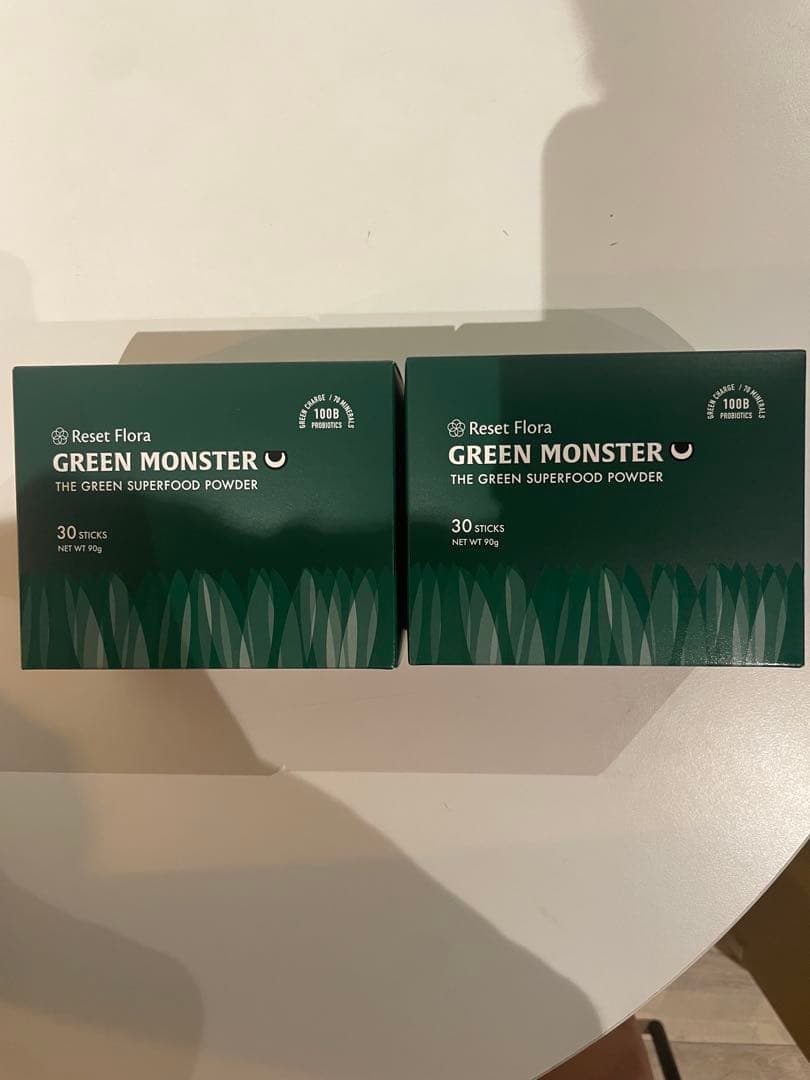 Reset Flora
GREEN MONSTER
THE GREEN SUPERFOOD POWDER
30 STICKS
NET WT 90g
GREEN CHARGE / 70 MINERALS
100B
PROBIOTICS
Reset Flora
GREEN MONSTER
THE GREEN SUPERFOOD POWDER
30 STICKS
NET WT 90g
GREEN CHARGE / 70 MINERALS
100B
PROBIOTICS